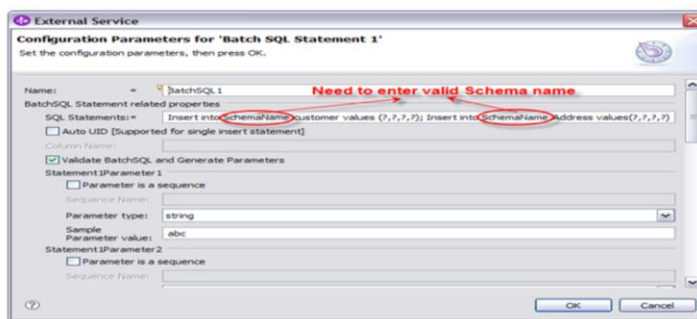 External Service
Configuration Parameters for 'Batch SQL Statement 1'
Set the configuration parameters, then press OK.
Name: * BatchSQL1 Need to enter valid Schema name
BatchSQL Statement related properties
SQL Statements:* Insert into SchemaName.customer values (?,?,?,?); Insert into SchemaName.Address values(?,?,?,?)
Auto UID [Supported for single insert statement]
Column Name:
Validate BatchSQL and Generate Parameters
Statement1Parameter1
Parameter is a sequence
Sequence Name:
Parameter type: string
Sample
Parameter value: abc
Statement1Parameter2
Parameter is a sequence
Sequence Name:
OK Cancel